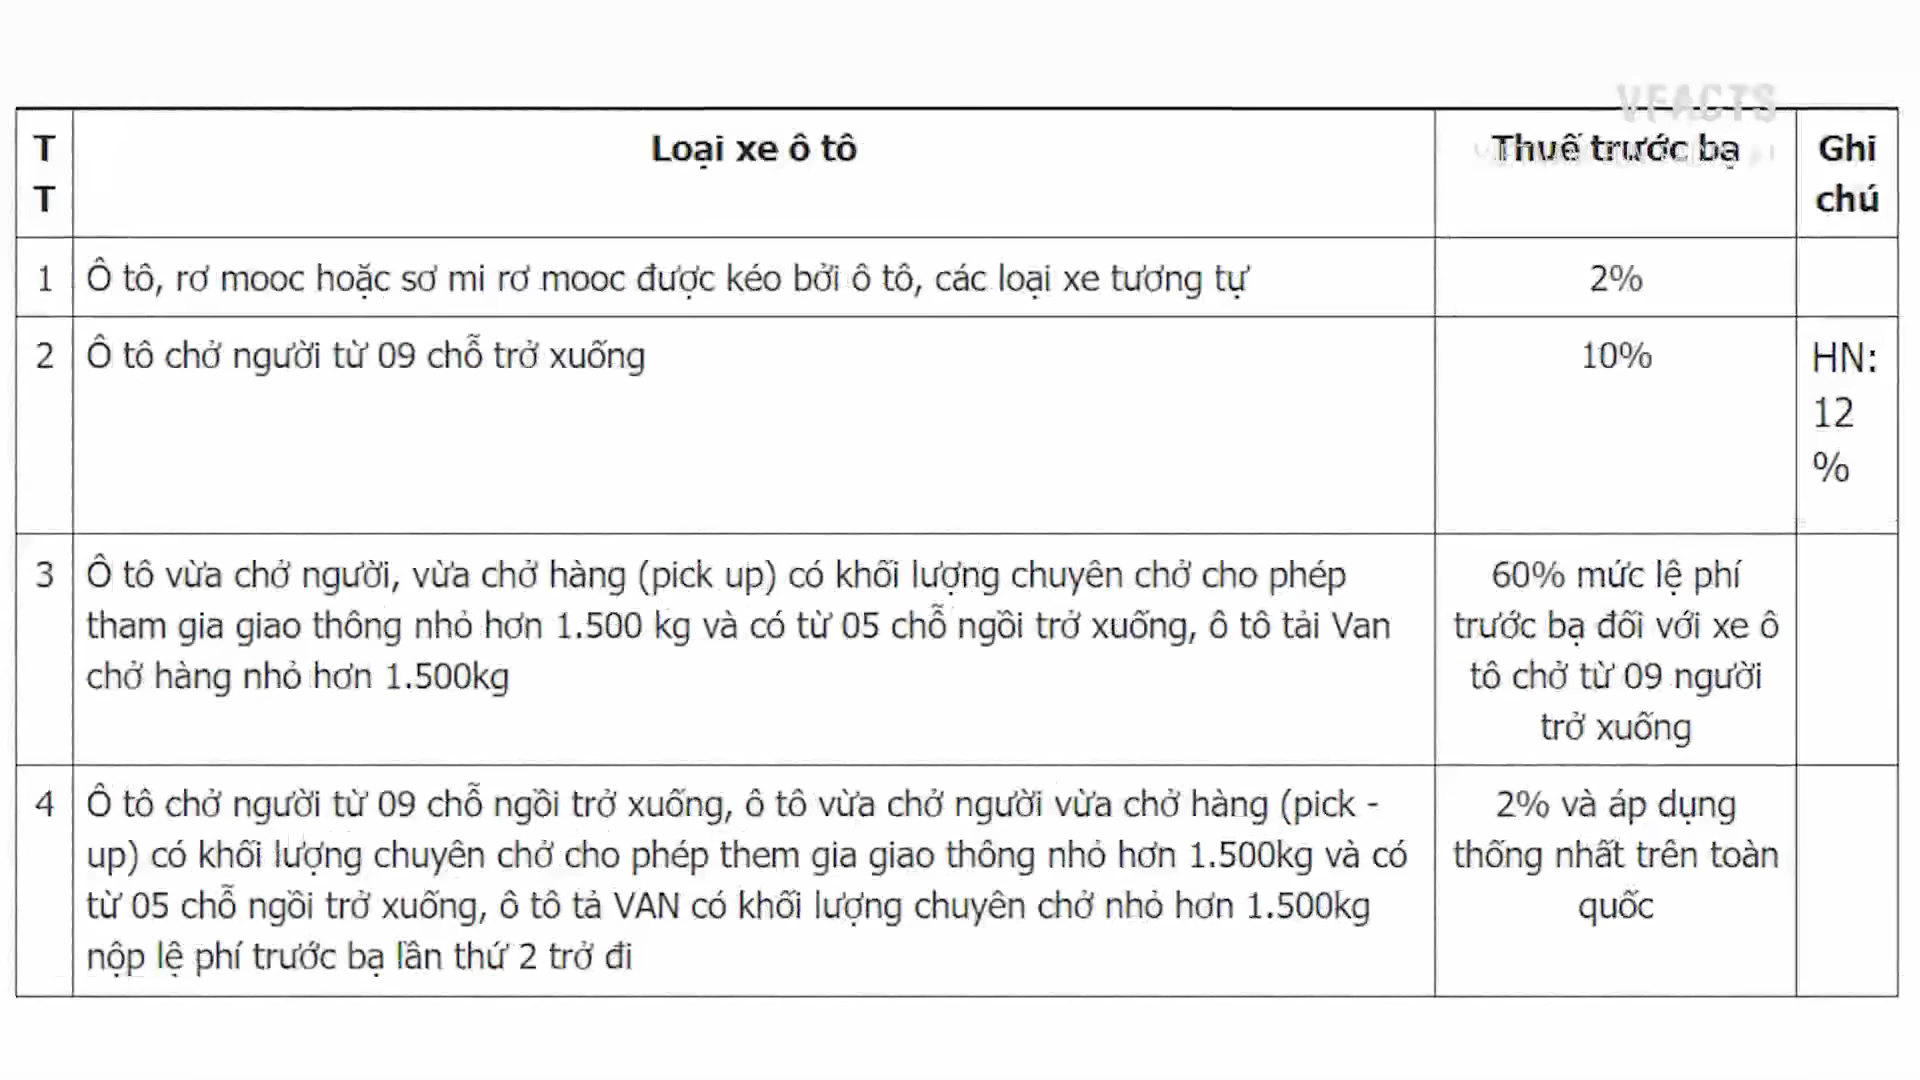 VFACTS
T
T
Loại xe ô tô
Thuế trước bạ
Ghi
chú
1
Ô tô, rơ mooc hoặc sơ mi rơ mooc được kéo bởi ô tô, các loại xe tương tự
2%
2
Ô tô chở người từ 09 chỗ trở xuống
10%
HN:
12
%
3
Ô tô vừa chở người, vừa chở hàng (pick up) có khối lượng chuyên chở cho phép
tham gia giao thông nhỏ hơn 1.500 kg và có từ 05 chỗ ngồi trở xuống, ô tô tải Van
chở hàng nhỏ hơn 1.500kg
60% mức lệ phí
trước bạ đối với xe ô
tô chở từ 09 người
trở xuống
4
Ô tô chở người từ 09 chỗ ngồi trở xuống, ô tô vừa chở người vừa chở hàng (pick -
up) có khối lượng chuyên chở cho phép them gia giao thông nhỏ hơn 1.500kg và có
từ 05 chỗ ngồi trở xuống, ô tô tả VAN có khối lượng chuyên chở nhỏ hơn 1.500kg
nộp lệ phí trước bạ lần thứ 2 trở đi
2% và áp dụng
thống nhất trên toàn
quốc